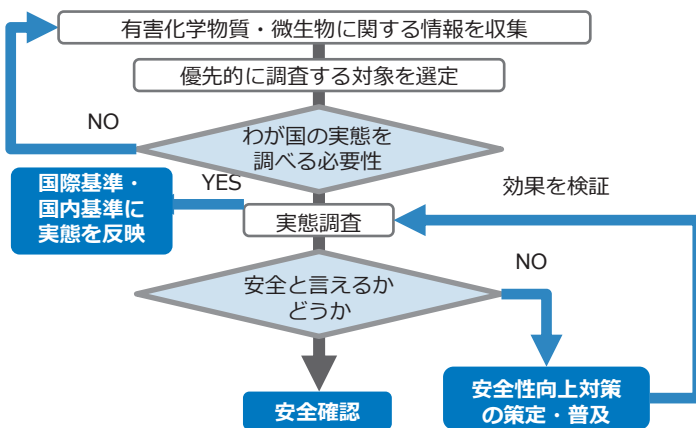 有害化学物質・微生物に関する情報を収集
優先的に調査する対象を選定
NO
わが国の実態を
調べる必要性
YES
国際基準・
国内基準に
実態を反映
効果を検証
実態調査
NO
安全と言えるか
どうか
安全確認
安全性向上対策
の策定・普及